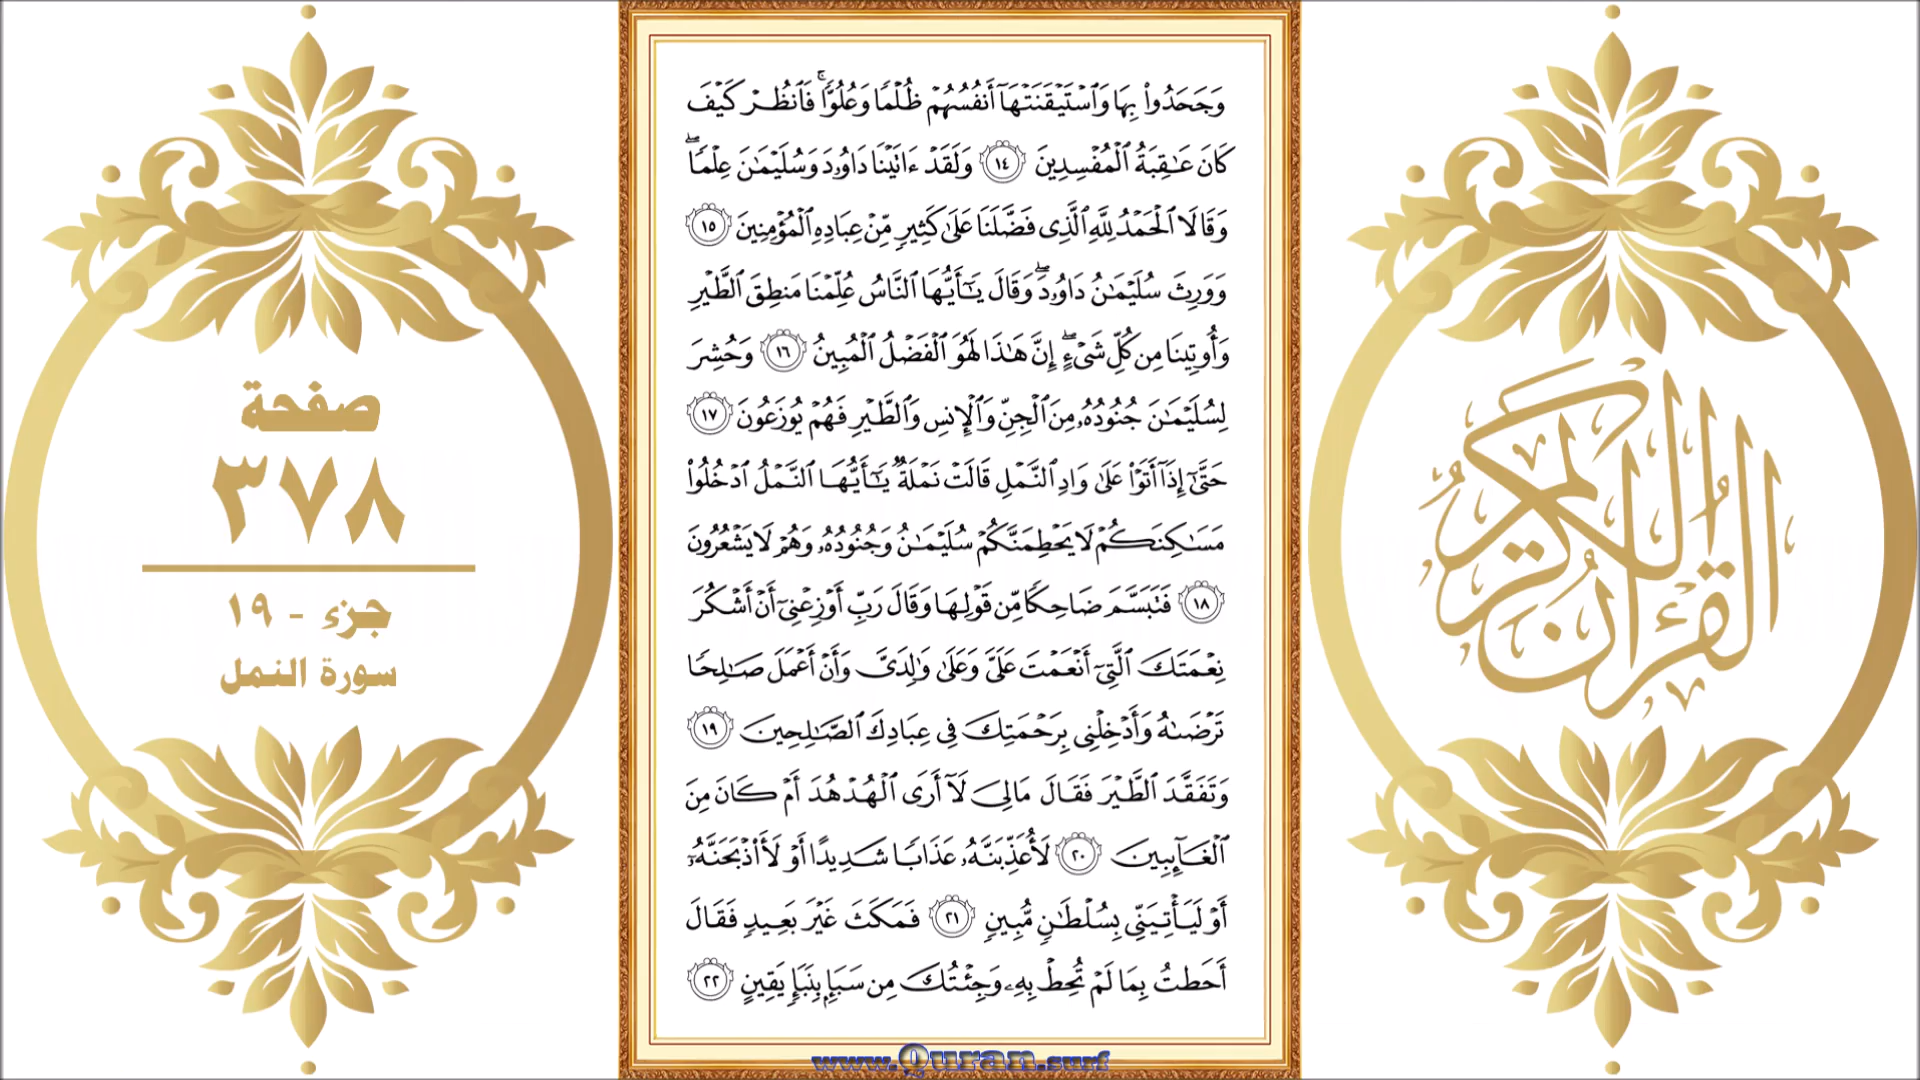 صفحة
٣٧٨
جزء - ١٩
سورة النمل
وَجَحَدُوا۟ بِهَا وَٱسْتَيْقَنَتْهَآ أَنفُسُهُمْ ظُلْمًا وَعُلُوًّا ۚ فَٱنظُرْ كَيْفَ
كَانَ عَـٰقِبَةُ ٱلْمُفْسِدِينَ ١٤ وَلَقَدْ ءَاتَيْنَا دَاوُۥدَ وَسُلَيْمَـٰنَ عِلْمًا ۖ
وَقَالَا ٱلْحَمْدُ لِلَّهِ ٱلَّذِى فَضَّلَنَا عَلَىٰ كَثِيرٍ مِّنْ عِبَادِهِ ٱلْمُؤْمِنِينَ ١٥
وَوَرِثَ سُلَيْمَـٰنُ دَاوُۥدَ ۖ وَقَالَ يَـٰٓأَيُّهَا ٱلنَّاسُ عُلِّمْنَا مَنطِقَ ٱلطَّيْرِ
وَأُوتِينَا مِن كُلِّ شَىْءٍ ۖ إِنَّ هَـٰذَا لَهُوَ ٱلْفَضْلُ ٱلْمُبِينُ ١٦ وَحُشِرَ
لِسُلَيْمَـٰنَ جُنُودُهُۥ مِنَ ٱلْجِنِّ وَٱلْإِنسِ وَٱلطَّيْرِ فَهُمْ يُوزَعُونَ ١٧
حَتَّىٰٓ إِذَآ أَتَوْا۟ عَلَىٰ وَادِ ٱلنَّمْلِ قَالَتْ نَمْلَةٌ يَـٰٓأَيُّهَا ٱلنَّمْلُ ٱدْخُلُوا۟
مَسَـٰكِنَكُمْ لَا يَحْطِمَنَّكُمْ سُلَيْمَـٰنُ وَجُنُودُهُۥ وَهُمْ لَا يَشْعُرُونَ
١٨ فَتَبَسَّمَ ضَاحِكًا مِّن قَوْلِهَا وَقَالَ رَبِّ أَوْزِعْنِىٓ أَنْ أَشْكُرَ
نِعْمَتَكَ ٱلَّتِىٓ أَنْعَمْتَ عَلَىَّ وَعَلَىٰ وَٰلِدَىَّ وَأَنْ أَعْمَلَ صَـٰلِحًا
تَرْضَىٰهُ وَأَدْخِلْنِى بِرَحْمَتِكَ فِى عِبَادِكَ ٱلصَّـٰلِحِينَ ١٩
وَتَفَقَّدَ ٱلطَّيْرَ فَقَالَ مَالِىَ لَآ أَرَى ٱلْهُدْهُدَ أَمْ كَانَ مِنَ
ٱلْغَآئِبِينَ ٢٠ لَأُعَذِّبَنَّهُۥ عَذَابًا شَدِيدًا أَوْ لَأَا۟ذْبَحَنَّهُۥٓ
أَوْ لَيَأْتِيَنِّى بِسُلْطَـٰنٍ مُّبِينٍ ٢١ فَمَكَثَ غَيْرَ بَعِيدٍ فَقَالَ
أَحَطتُ بِمَا لَمْ تُحِطْ بِهِۦ وَجِئْتُكَ مِن سَبَإٍۭ بِنَبَإٍ يَقِينٍ ٢٢
القرآن الكريم
www.Quran.surf